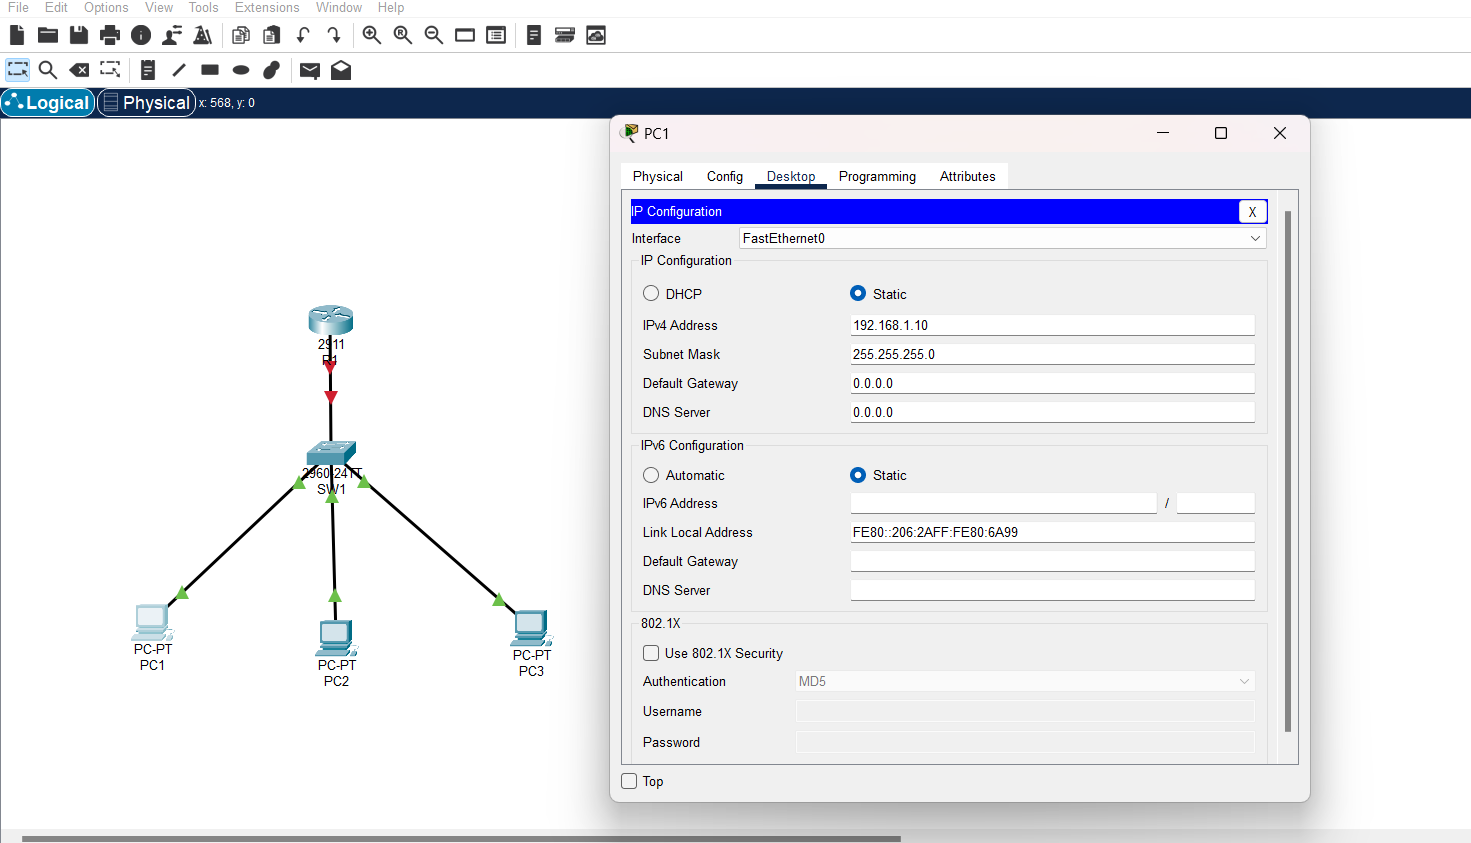 File Edit Options View Tools Extensions Window Help
Logical Physical x: 568, y: 0
PC1
Physical Config Desktop Programming Attributes
IP Configuration X
Interface FastEthernet0
IP Configuration
DHCP Static
IPv4 Address 192.168.1.10
Subnet Mask 255.255.255.0
Default Gateway 0.0.0.0
DNS Server 0.0.0.0
IPv6 Configuration
Automatic Static
IPv6 Address /
Link Local Address FE80::206:2AFF:FE80:6A99
Default Gateway
DNS Server
802.1X
Use 802.1X Security
Authentication MD5
Username
Password
Top
2911
R1
2960-24TT
SW1
PC-PT
PC1
PC-PT
PC2
PC-PT
PC3